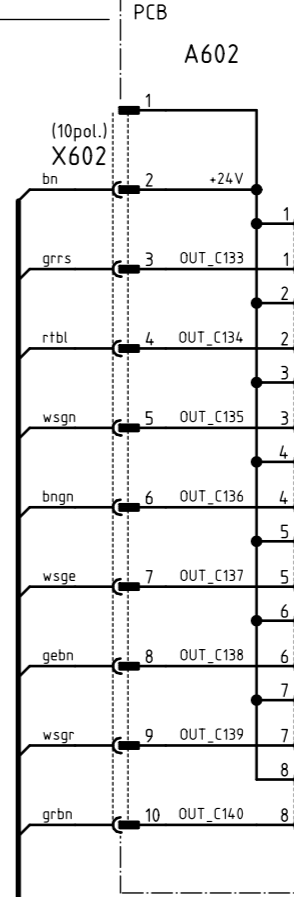 PCB
A602
1
(10pol.)
X602
bn 2 +24V
1
grrs 3 OUT_C133 1
2
rtbl 4 OUT_C134 2
3
wsgn 5 OUT_C135 3
4
bngn 6 OUT_C136 4
5
wsge 7 OUT_C137 5
6
gebn 8 OUT_C138 6
7
wsgr 9 OUT_C139 7
8
grbn 10 OUT_C140 8